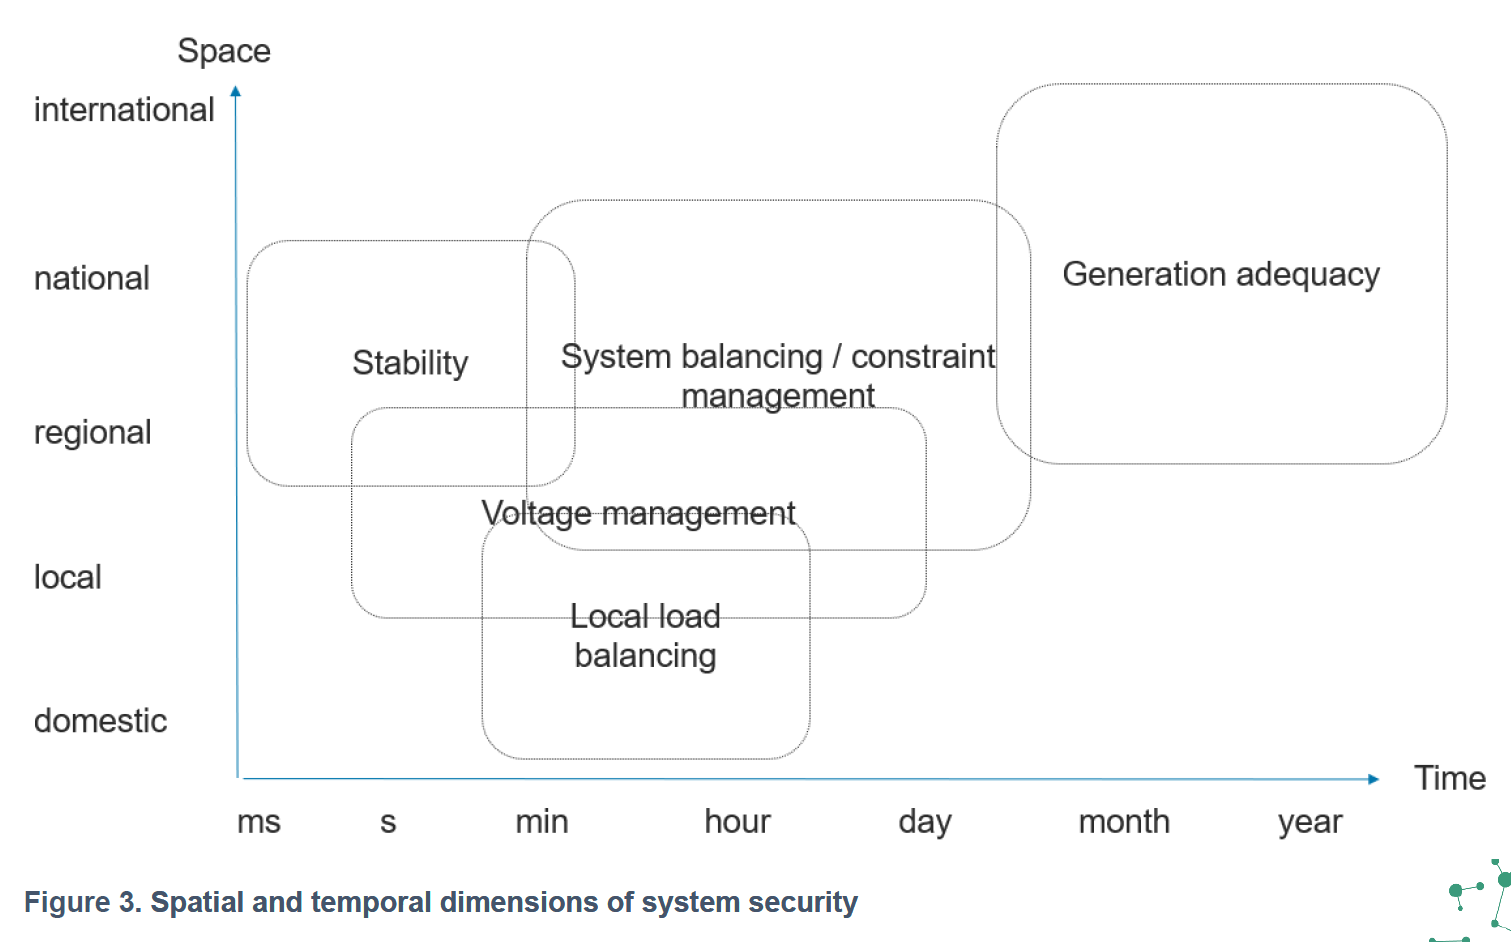 Space
international
national
Generation adequacy
Stability
System balancing / constraint
management
regional
Voltage management
local
Local load
balancing
domestic
Time
ms
s
min
hour
day
month
year
Figure 3. Spatial and temporal dimensions of system security